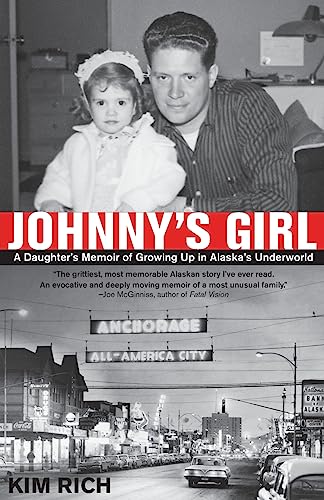 JOHNNY'S GIRL
A Daughter's Memoir of Growing Up in Alaska's Underworld
"The grittiest, most memorable Alaskan story I've ever read.
An evocative and deeply moving memoir of a most unusual family."
—Joe McGinniss, author of Fatal Vision
ANCHORAGE
ALL-AMERICA CITY
BANK
ALASKA
KIM RICH